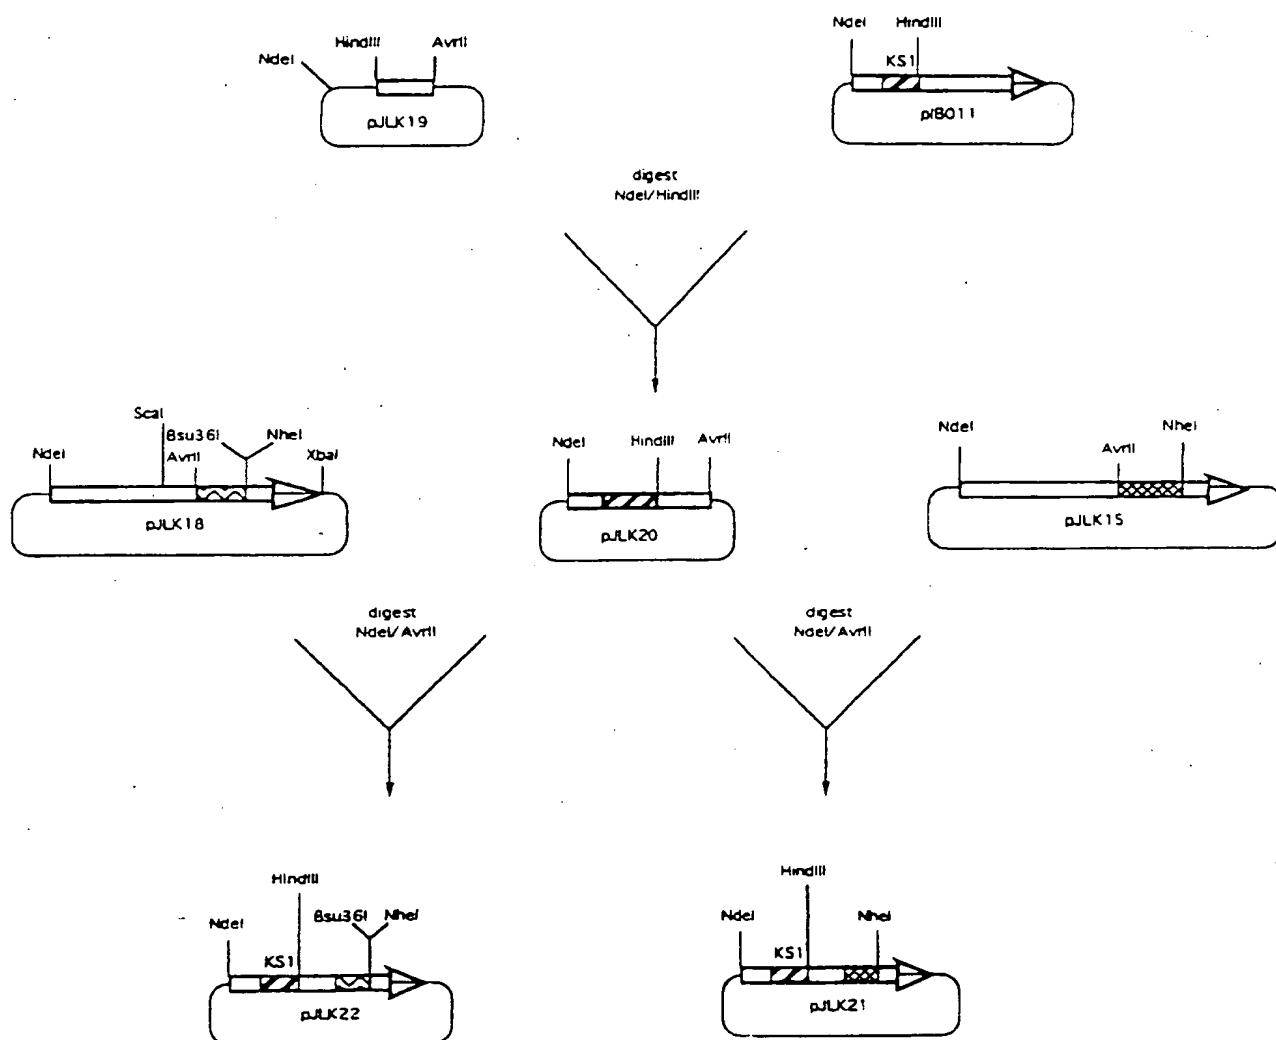 NdeI
HindIII
AvrII
pJLK19
NdeI
HindIII
KS1
pIB011
digest
NdeI/HindIII
NdeI
ScaI
AvrII
Bsu36I
NheI
XbaI
pJLK18
NdeI
HindIII
AvrII
pJLK20
NdeI
AvrII
NheI
pJLK15
digest
NdeI/AvrII
digest
NdeI/AvrII
NdeI
KS1
HindIII
Bsu36I
NheI
pJLK22
NdeI
KS1
HindIII
NheI
pJLK21